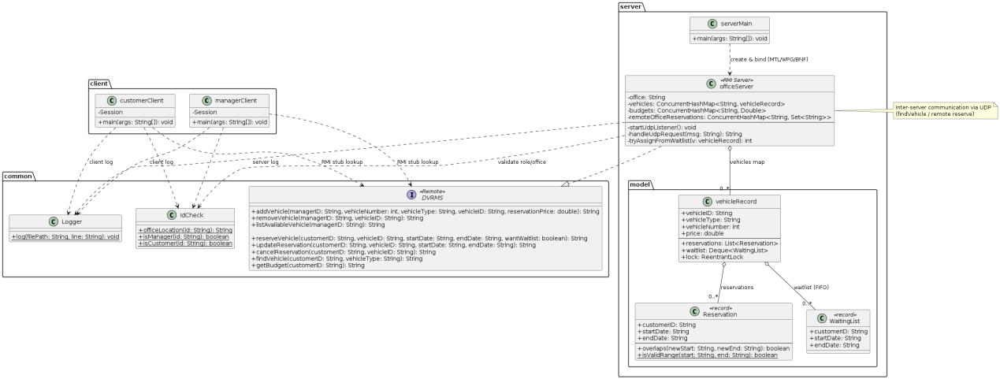 server
C serverMain
+main(args: String[]): void
create & bind (MTL/WPG/BNF)
C «RMI Server»
officeServer
-office: String
-vehicles: ConcurrentHashMap<String, vehicleRecord>
-budgets: ConcurrentHashMap<String, Double>
-remoteOfficeReservations: ConcurrentHashMap<String, Set<String>>
-startUdpListener(): void
-handleUdpRequest(msg: String): String
-tryAssignFromWaitlist(v: vehicleRecord): int
Inter-server communication via UDP
(findVehicle / remote reserve)
client
C customerClient
-Session
+main(args: String[]): void
C managerClient
-Session
+main(args: String[]): void
client log
client log
server log
RMI stub lookup
RMI stub lookup
validate role/office
vehicles map
0..*
common
C Logger
+log(filePath: String, line: String): void
C IdCheck
+officeLocation(id: String): String
+isManager(id: String): boolean
+isCustomer(id: String): boolean
I «Remote»
DVRMS
+addVehicle(managerID: String, vehicleNumber: int, vehicleType: String, vehicleID: String, reservationPrice: double): String
+removeVehicle(managerID: String, vehicleID: String): String
+listAvailableVehicle(managerID: String): String
+reserveVehicle(customerID: String, vehicleID: String, startDate: String, endDate: String, wantWaitlist: boolean): String
+updateReservation(customerID: String, vehicleID: String, startDate: String, endDate: String): String
+cancelReservation(customerID: String, vehicleID: String): String
+findVehicle(customerID: String, vehicleType: String): String
+getBudget(customerID: String): String
model
C vehicleRecord
+vehicleID: String
+vehicleType: String
+vehicleNumber: int
+price: double
+reservations: List<Reservation>
+waitlist: Deque<WaitingList>
+lock: ReentrantLock
reservations
0..*
waitlist (FIFO)
0..*
C «record»
Reservation
+customerID: String
+startDate: String
+endDate: String
+overlaps(newStart: String, newEnd: String): boolean
+isValidRange(start: String, end: String): boolean
C «record»
WaitingList
+customerID: String
+startDate: String
+endDate: String